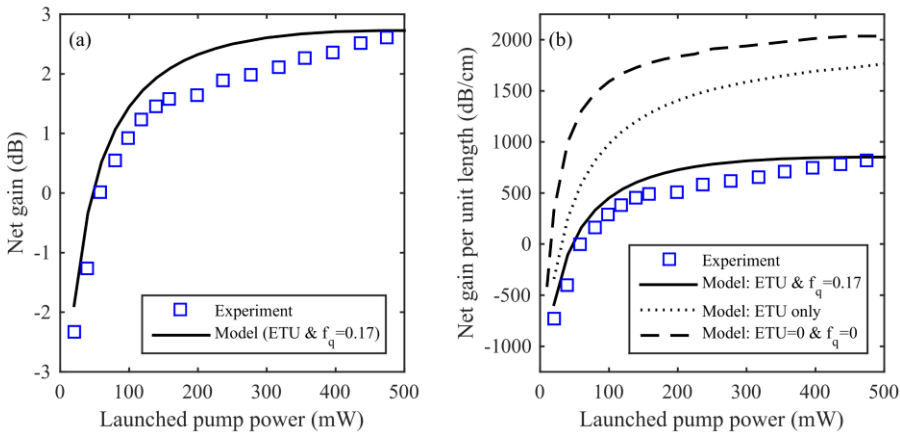 (a)
3
2
1
0
-1
-2
-3
Net gain (dB)
Experiment
Model (ETU & f_q=0.17)
0 100 200 300 400 500
Launched pump power (mW)
(b)
2000
1500
1000
500
0
-500
-1000
Net gain per unit length (dB/cm)
Experiment
Model: ETU & f_q=0.17
Model: ETU only
Model: ETU=0 & f_q=0
0 100 200 300 400 500
Launched pump power (mW)